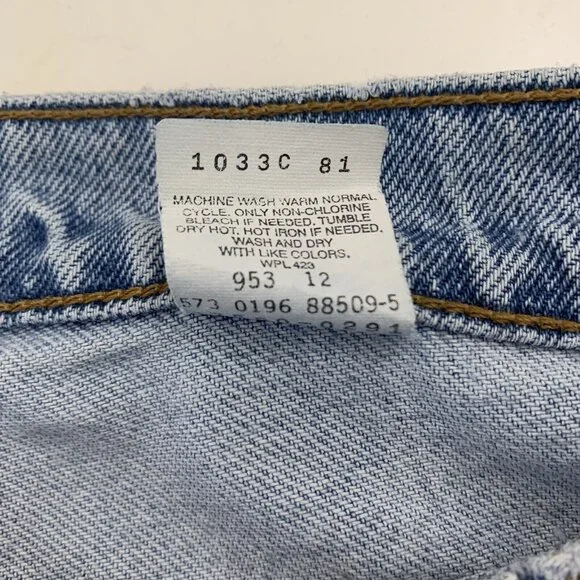 1033C 81
MACHINE WASH WARM NORMAL
CYCLE. ONLY NON-CHLORINE
BLEACH IF NEEDED. TUMBLE
DRY HOT. HOT IRON IF NEEDED.
WASH AND DRY
WITH LIKE COLORS.
WPL 423
953 12
573 0196 88509-5
3291